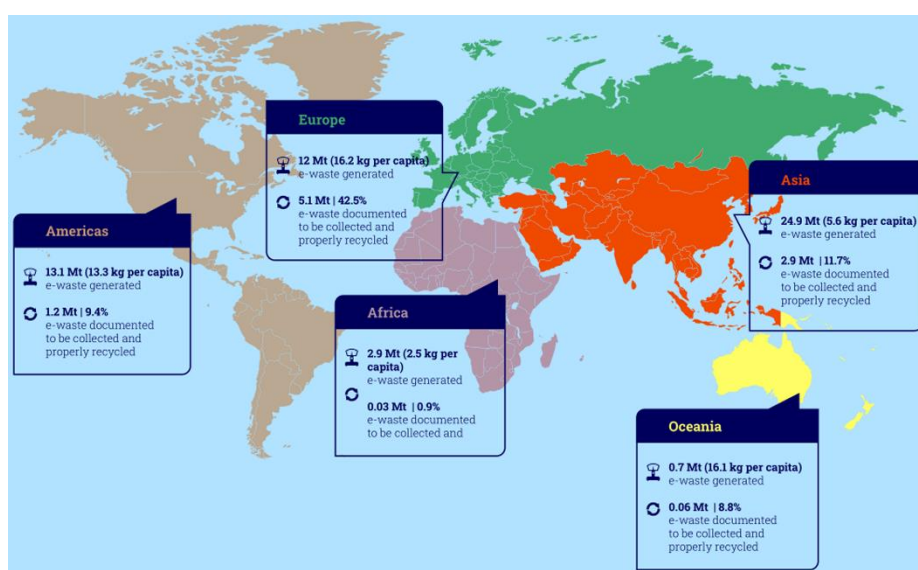 Europe
12 Mt (16.2 kg per capita)
e-waste generated
5.1 Mt | 42.5%
e-waste documented
to be collected and
properly recycled
Asia
24.9 Mt (5.6 kg per capita)
e-waste generated
2.9 Mt | 11.7%
e-waste documented
to be collected and
properly recycled
Americas
13.1 Mt (13.3 kg per capita)
e-waste generated
1.2 Mt | 9.4%
e-waste documented
to be collected and
properly recycled
Africa
2.9 Mt (2.5 kg per
capita)
e-waste generated
0.03 Mt | 0.9%
e-waste documented
to be collected and
Oceania
0.7 Mt (16.1 kg per capita)
e-waste generated
0.06 Mt | 8.8%
e-waste documented
to be collected and
properly recycled